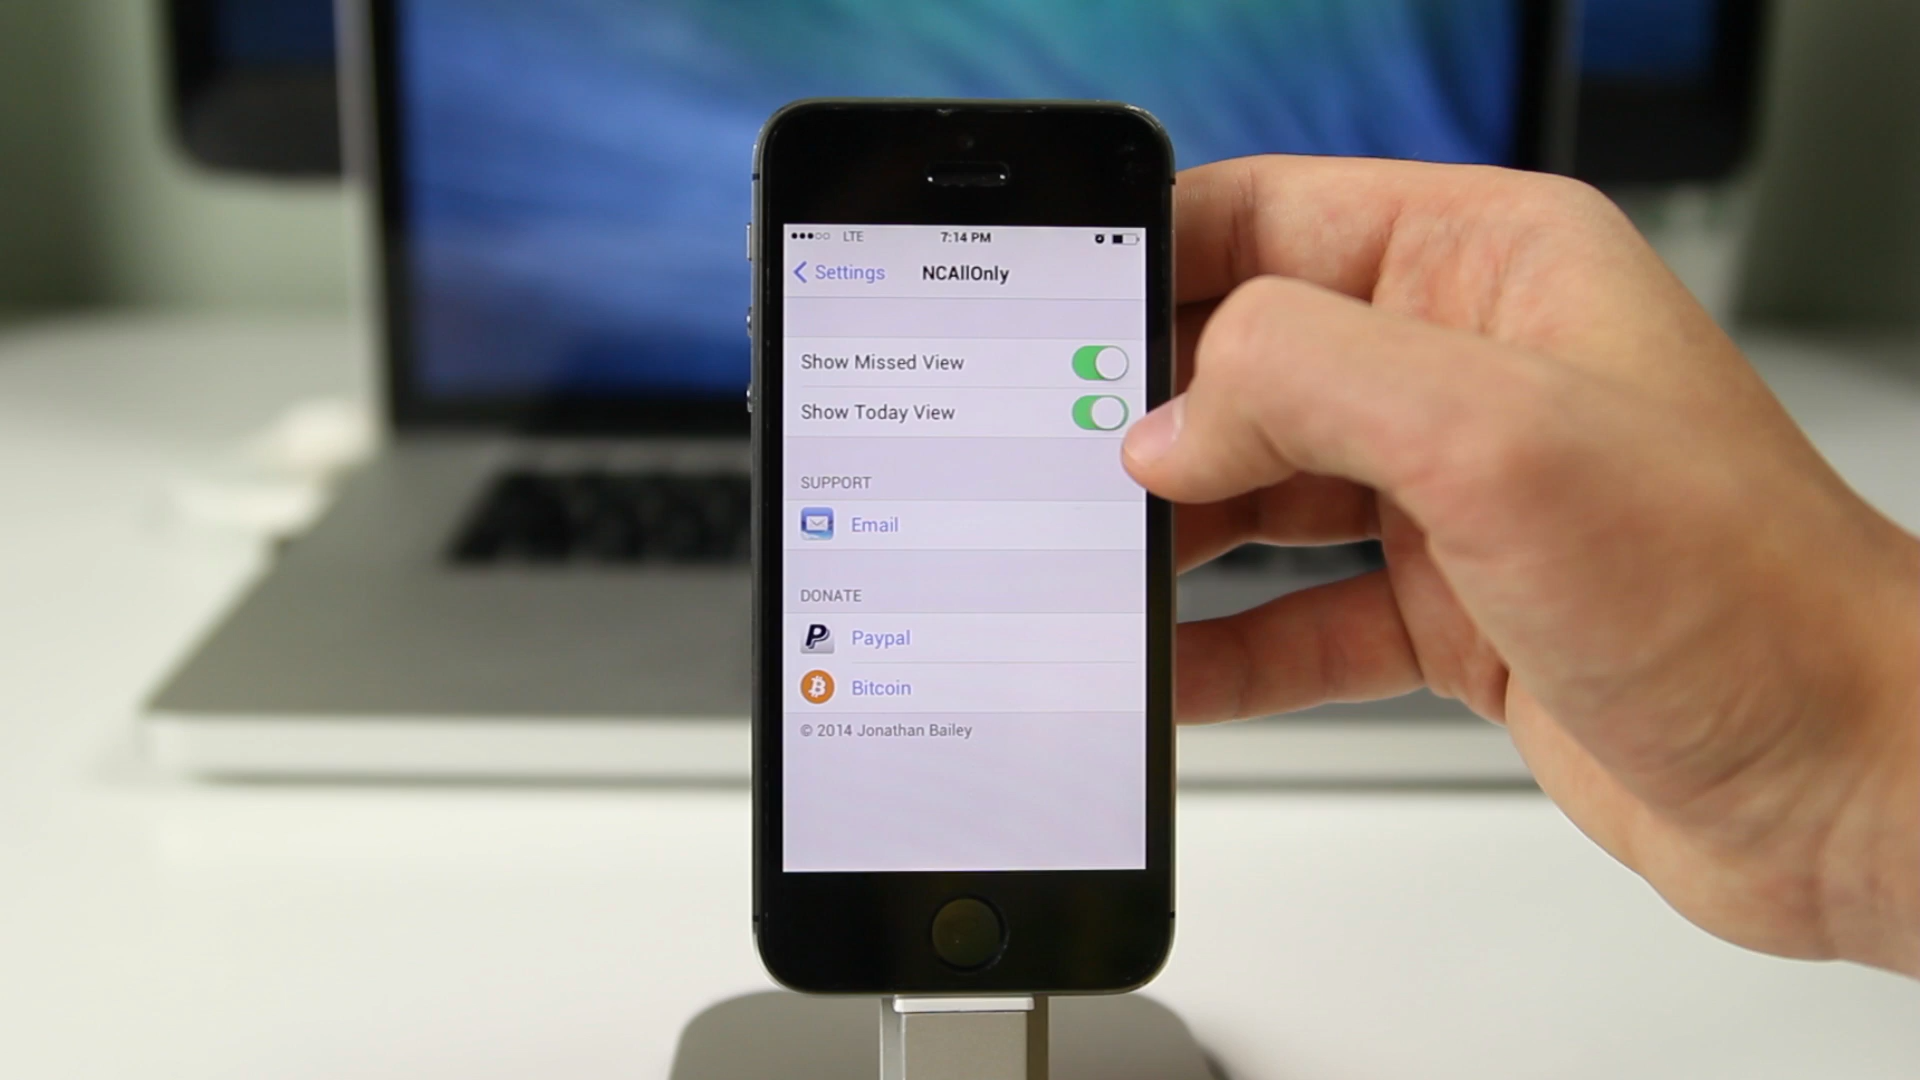 LTE 7:14 PM
Settings NCAllOnly
Show Missed View
Show Today View
SUPPORT
Email
DONATE
Paypal
Bitcoin
© 2014 Jonathan Bailey